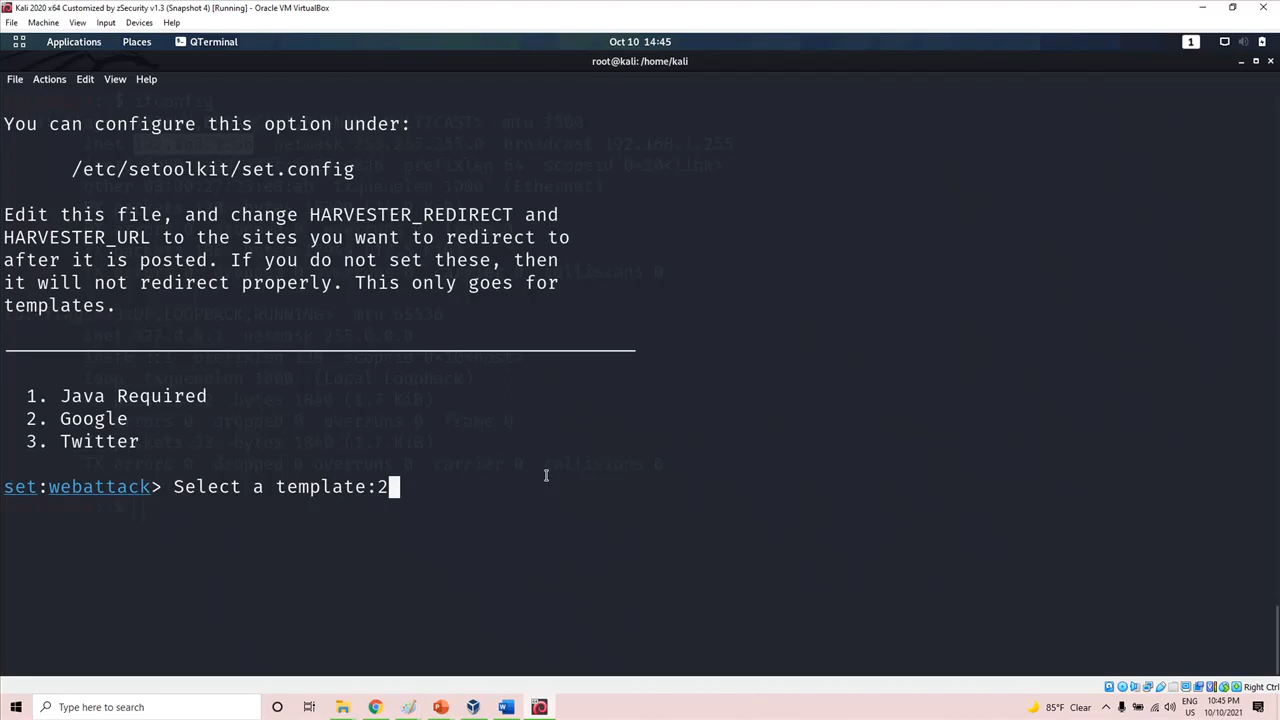 Kali 2020 x64 Customized by zSecurity v1.3 (Snapshot 4) [Running] - Oracle VM VirtualBox
File Machine View Input Devices Help
Applications Places QTerminal Oct 10 14:45 1
root@kali: /home/kali
File Actions Edit View Help
You can configure this option under:
/etc/setoolkit/set.config
Edit this file, and change HARVESTER_REDIRECT and
HARVESTER_URL to the sites you want to redirect to
after it is posted. If you do not set these, then
it will not redirect properly. This only goes for
templates.
1. Java Required
2. Google
3. Twitter
set:webattack> Select a template:2
Right Ctrl
Type here to search
85°F Clear
10:45 PM
10/10/2021